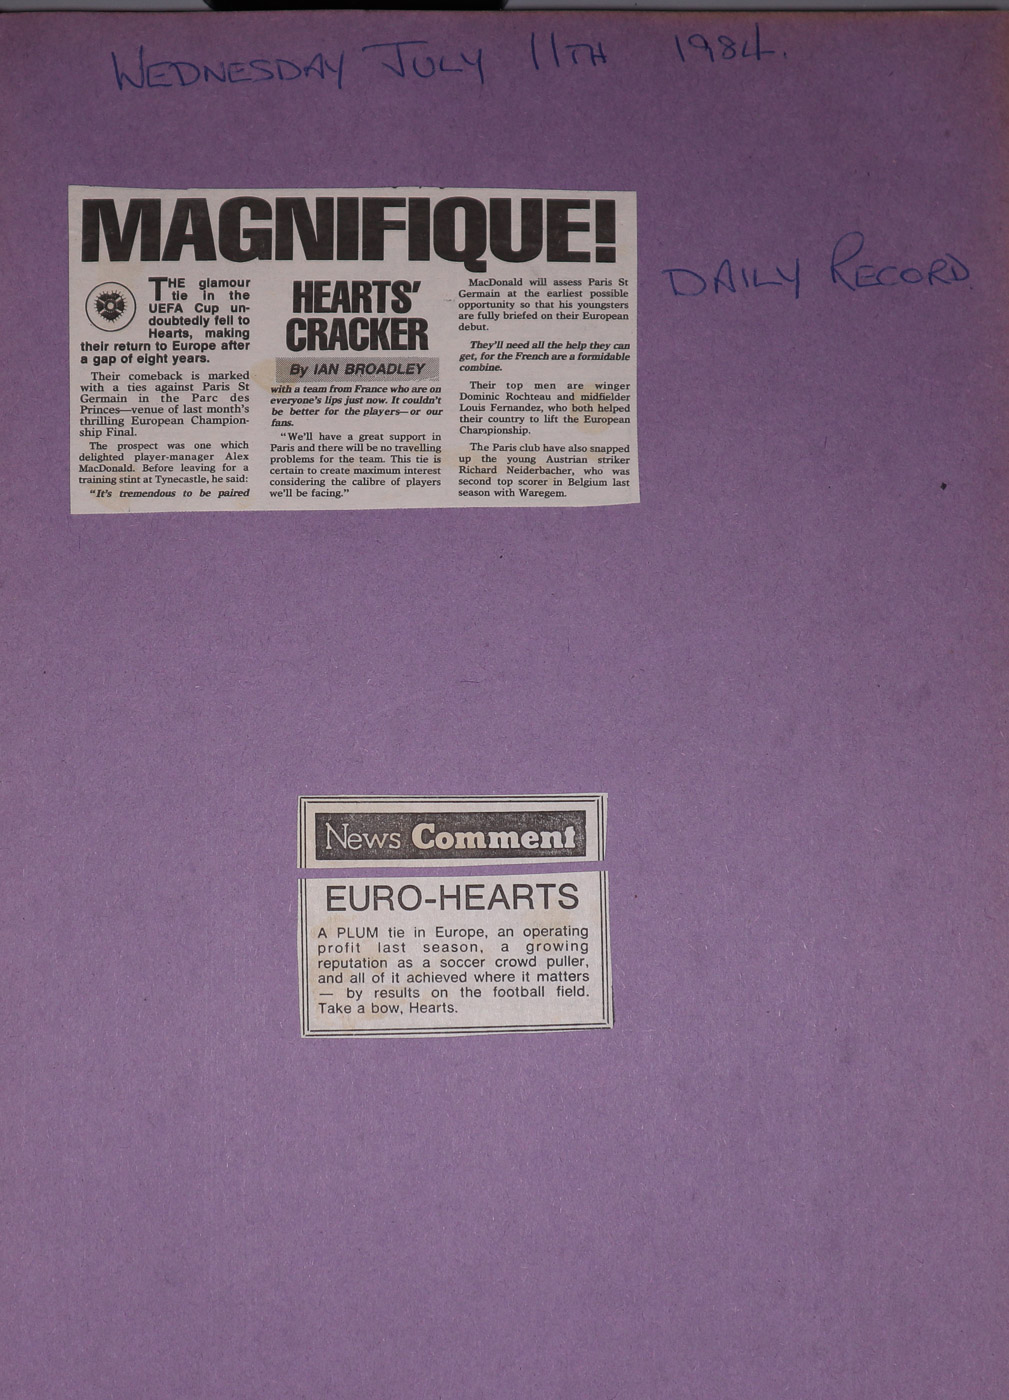 WEDNESDAY JULY 11TH 1984.
DAILY RECORD
MAGNIFIQUE!
THE glamour
tie in the
UEFA Cup un-
doubtedly fell to
Hearts, making
their return to Europe after
a gap of eight years.
Their comeback is marked
with a ties against Paris St
Germain in the Parc des
Princes—venue of last month's
thrilling European Champion-
ship Final.
The prospect was one which
delighted player-manager Alex
MacDonald. Before leaving for a
training stint at Tynecastle, he said:
"It's tremendous to be paired
HEARTS'
CRACKER
By IAN BROADLEY
with a team from France who are on
everyone's lips just now. It couldn't
be better for the players—or our
fans.
"We'll have a great support in
Paris and there will be no travelling
problems for the team. This tie is
certain to create maximum interest
considering the calibre of players
we'll be facing."
MacDonald will assess Paris St
Germain at the earliest possible
opportunity so that his youngsters
are fully briefed on their European
debut.
They'll need all the help they can
get, for the French are a formidable
combine.
Their top men are winger
Dominic Rochteau and midfielder
Louis Fernandez, who both helped
their country to lift the European
Championship.
The Paris club have also snapped
up the young Austrian striker
Richard Neiderbacher, who was
second top scorer in Belgium last
season with Waregem.
News Comment
EURO-HEARTS
A PLUM tie in Europe, an operating
profit last season, a growing
reputation as a soccer crowd puller,
and all of it achieved where it matters
— by results on the football field.
Take a bow, Hearts.